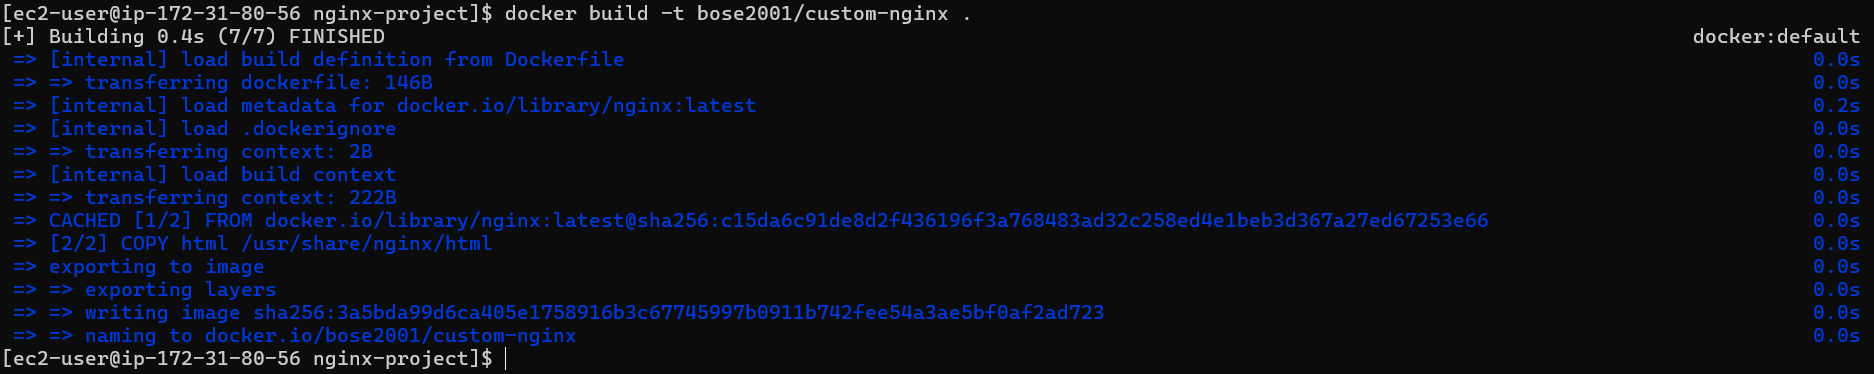 [ec2-user@ip-172-31-80-56 nginx-project]$ docker build -t bose2001/custom-nginx .
[+] Building 0.4s (7/7) FINISHED docker:default
=> [internal] load build definition from Dockerfile 0.0s
=> => transferring dockerfile: 146B 0.0s
=> [internal] load metadata for docker.io/library/nginx:latest 0.2s
=> [internal] load .dockerignore 0.0s
=> => transferring context: 2B 0.0s
=> [internal] load build context 0.0s
=> => transferring context: 222B 0.0s
=> CACHED [1/2] FROM docker.io/library/nginx:latest@sha256:c15da6c91de8d2f436196f3a768483ad32c258ed4e1beb3d367a27ed67253e66 0.0s
=> [2/2] COPY html /usr/share/nginx/html 0.0s
=> exporting to image 0.0s
=> => exporting layers 0.0s
=> => writing image sha256:3a5bda99d6ca405e1758916b3c67745997b0911b742fee54a3ae5bf0af2ad723 0.0s
=> => naming to docker.io/bose2001/custom-nginx 0.0s
[ec2-user@ip-172-31-80-56 nginx-project]$